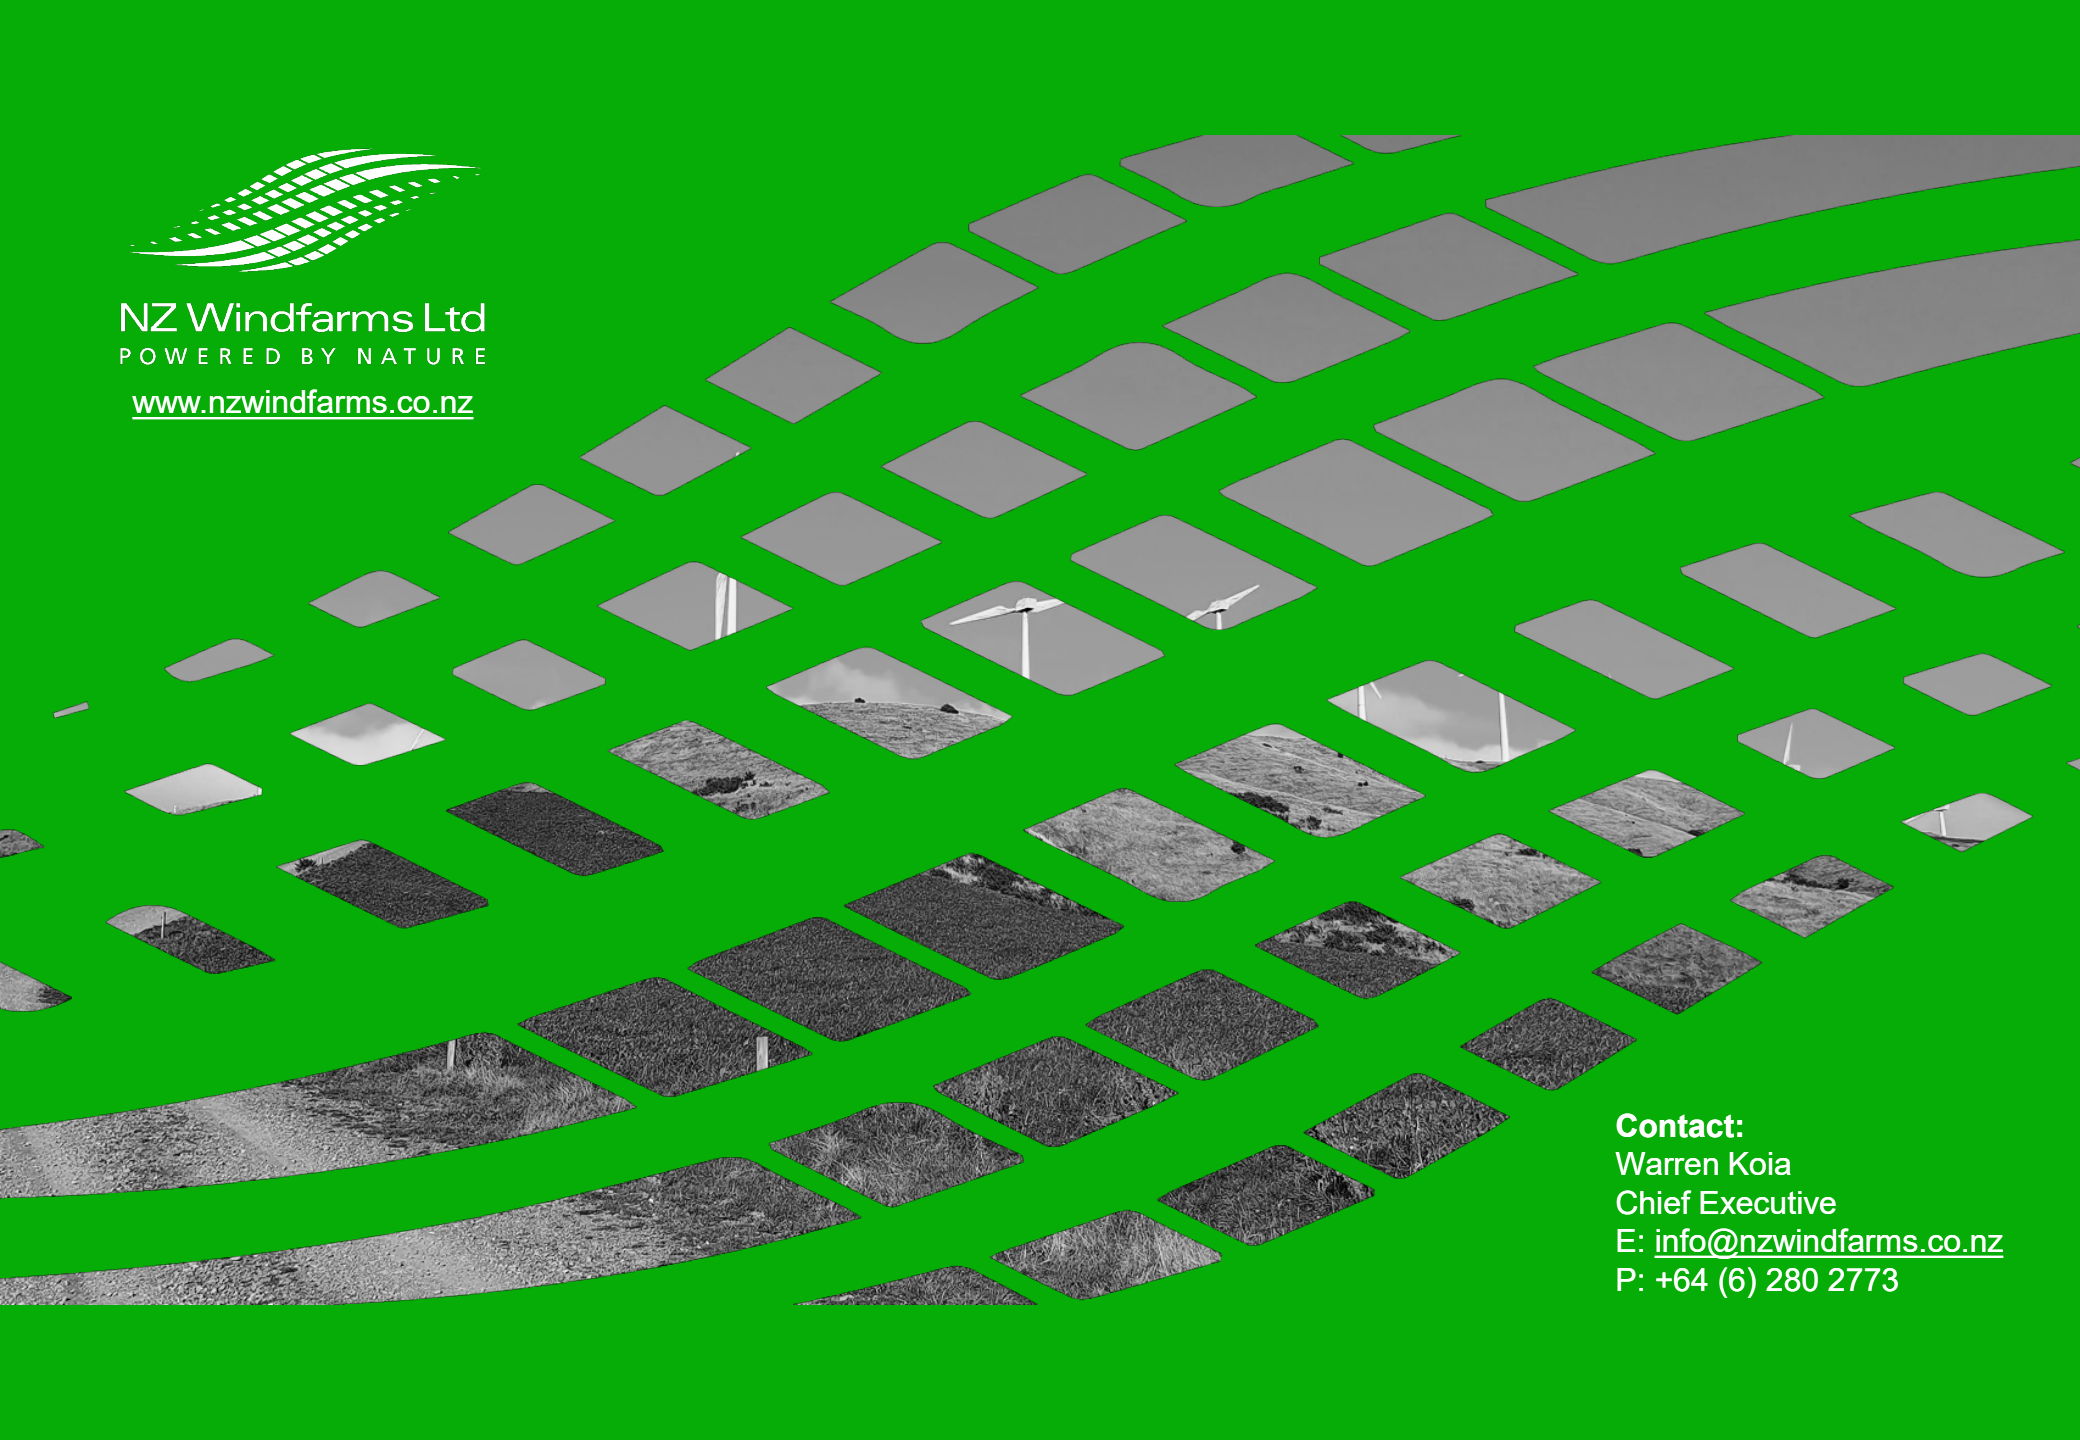 NZ Windfarms Ltd
POWERED BY NATURE
www.nzwindfarms.co.nz
Contact:
Warren Koia
Chief Executive
E: info@nzwindfarms.co.nz
P: +64 (6) 280 2773